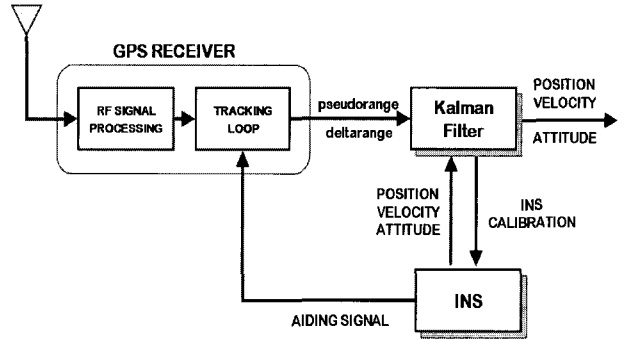 GPS RECEIVER
RF SIGNAL
PROCESSING
TRACKING
LOOP
pseudorange
deltarange
Kalman
Filter
POSITION
VELOCITY
ATTITUDE
POSITION
VELOCITY
ATTITUDE
INS
CALIBRATION
INS
AIDING SIGNAL